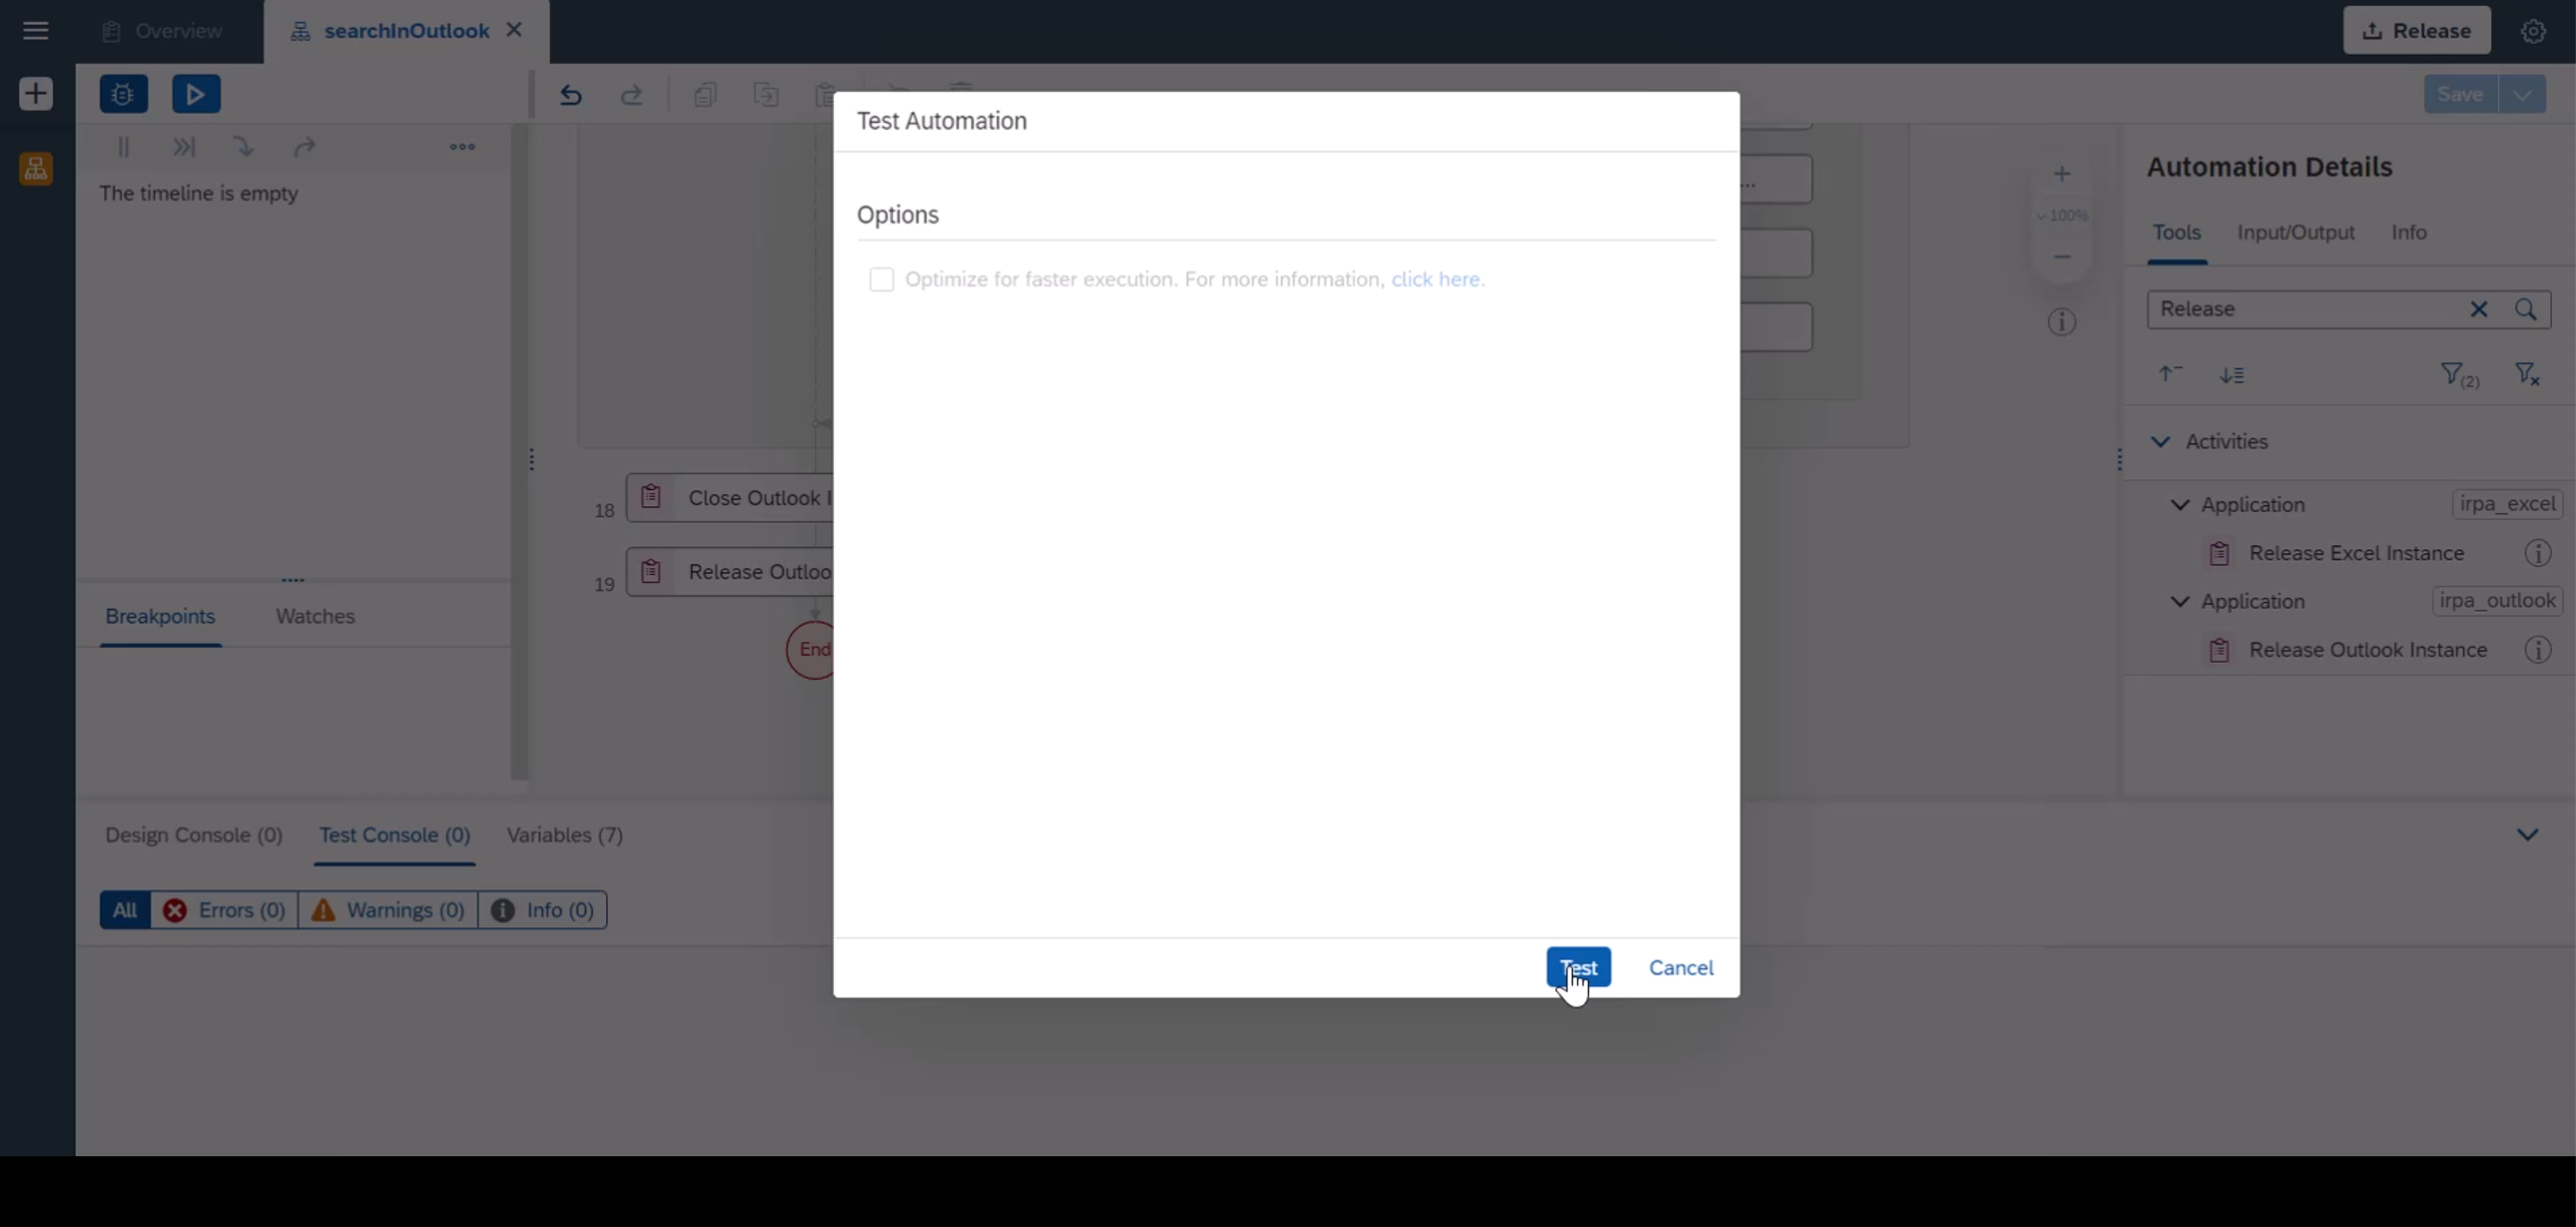 Overview
searchInOutlook
Release
Save
Test Automation
The timeline is empty
Options
Optimize for faster execution. For more information, click here.
...
100%
18
Close Outlook I
19
Release Outloo
End
Automation Details
Tools
Input/Output
Info
Release
(2)
Activities
Application
irpa_excel
Release Excel Instance
Application
irpa_outlook
Release Outlook Instance
Breakpoints
Watches
Design Console (0)
Test Console (0)
Variables (7)
All
Errors (0)
Warnings (0)
Info (0)
Test
Cancel